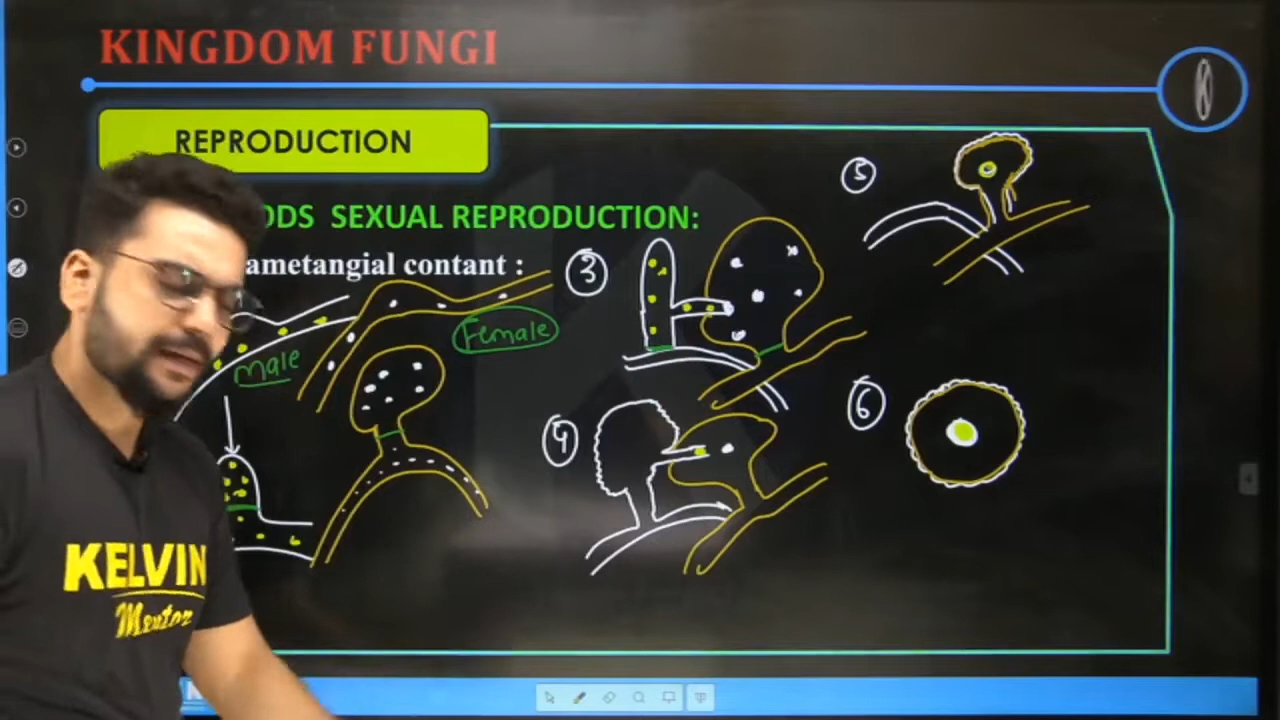 KINGDOM FUNGI
REPRODUCTION
ODS SEXUAL REPRODUCTION:
ametangial contant :
male
Female
3
4
5
6
KELVIN
Mentor